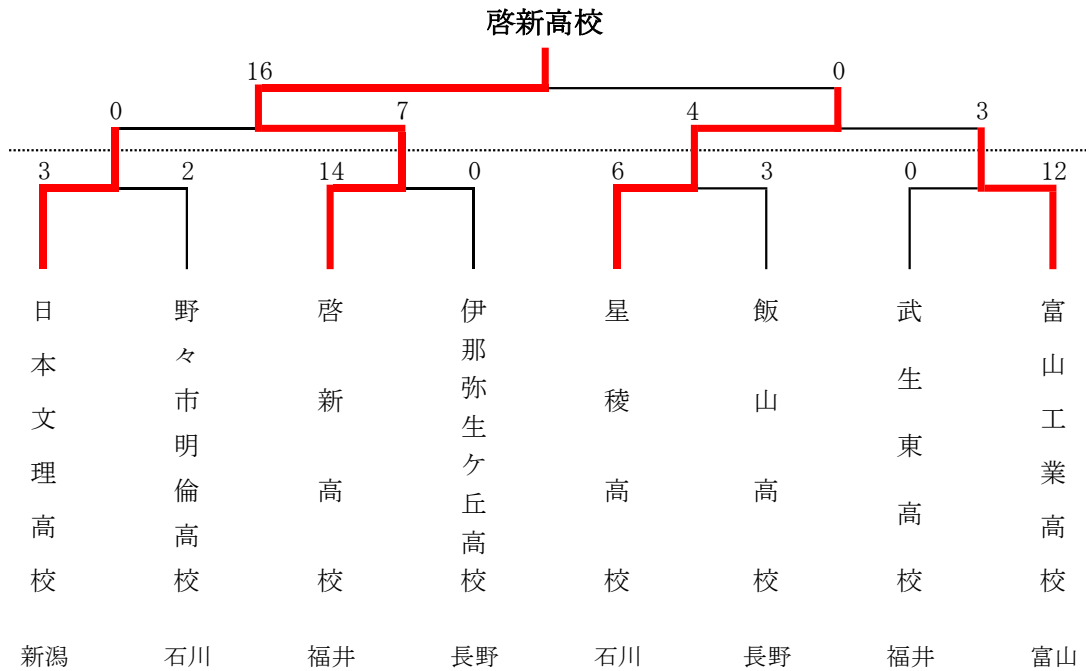 啓新高校
16 0
0 7 4 3
3 2 14 0 6 3 0 12
日本文理高校
野々市明倫高校
啓新高校
伊那弥生ケ丘高校
星稜高校
飯山高校
武生東高校
富山工業高校
新潟 石川 福井 長野 石川 長野 福井 富山